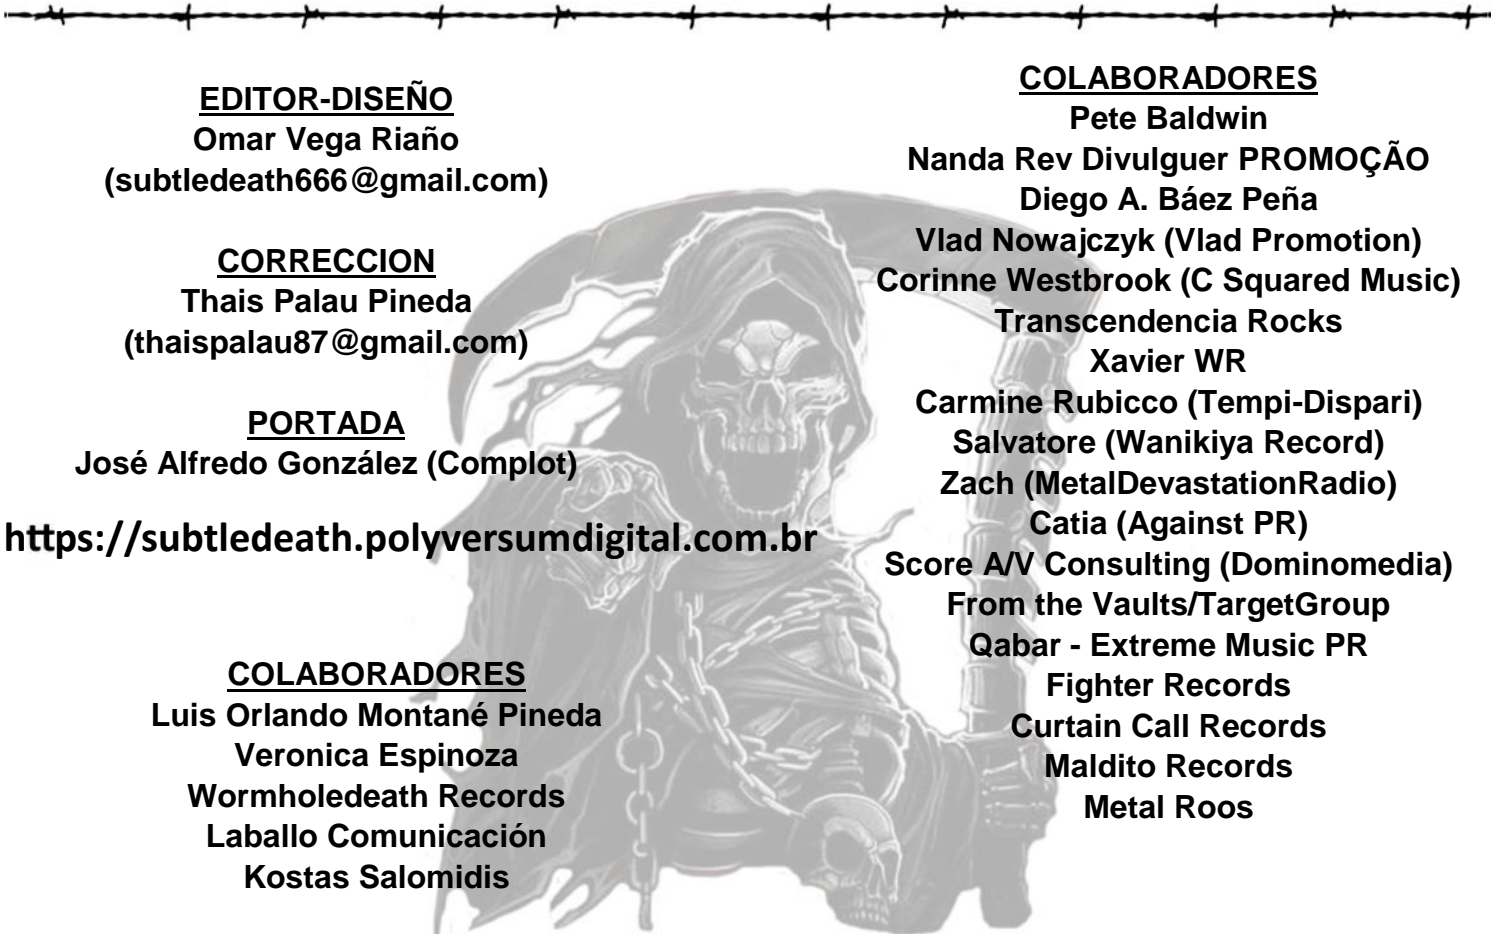 EDITOR-DISEÑO
Omar Vega Riaño
(subtledeath666@gmail.com)
CORRECCION
Thais Palau Pineda
(thaispalau87@gmail.com)
PORTADA
José Alfredo González (Complot)
https://subtledeath.polyversumdigital.com.br
COLABORADORES
Luis Orlando Montané Pineda
Veronica Espinoza
Wormholedeath Records
Laballo Comunicación
Kostas Salomidis
COLABORADORES
Pete Baldwin
Nanda Rev Divulguer PROMOÇÃO
Diego A. Báez Peña
Vlad Nowajczyk (Vlad Promotion)
Corinne Westbrook (C Squared Music)
Transcendencia Rocks
Xavier WR
Carmine Rubicco (Tempi-Dispari)
Salvatore (Wanikiya Record)
Zach (MetalDevastationRadio)
Catia (Against PR)
Score A/V Consulting (Dominomedia)
From the Vaults/TargetGroup
Qabar - Extreme Music PR
Fighter Records
Curtain Call Records
Maldito Records
Metal Roos